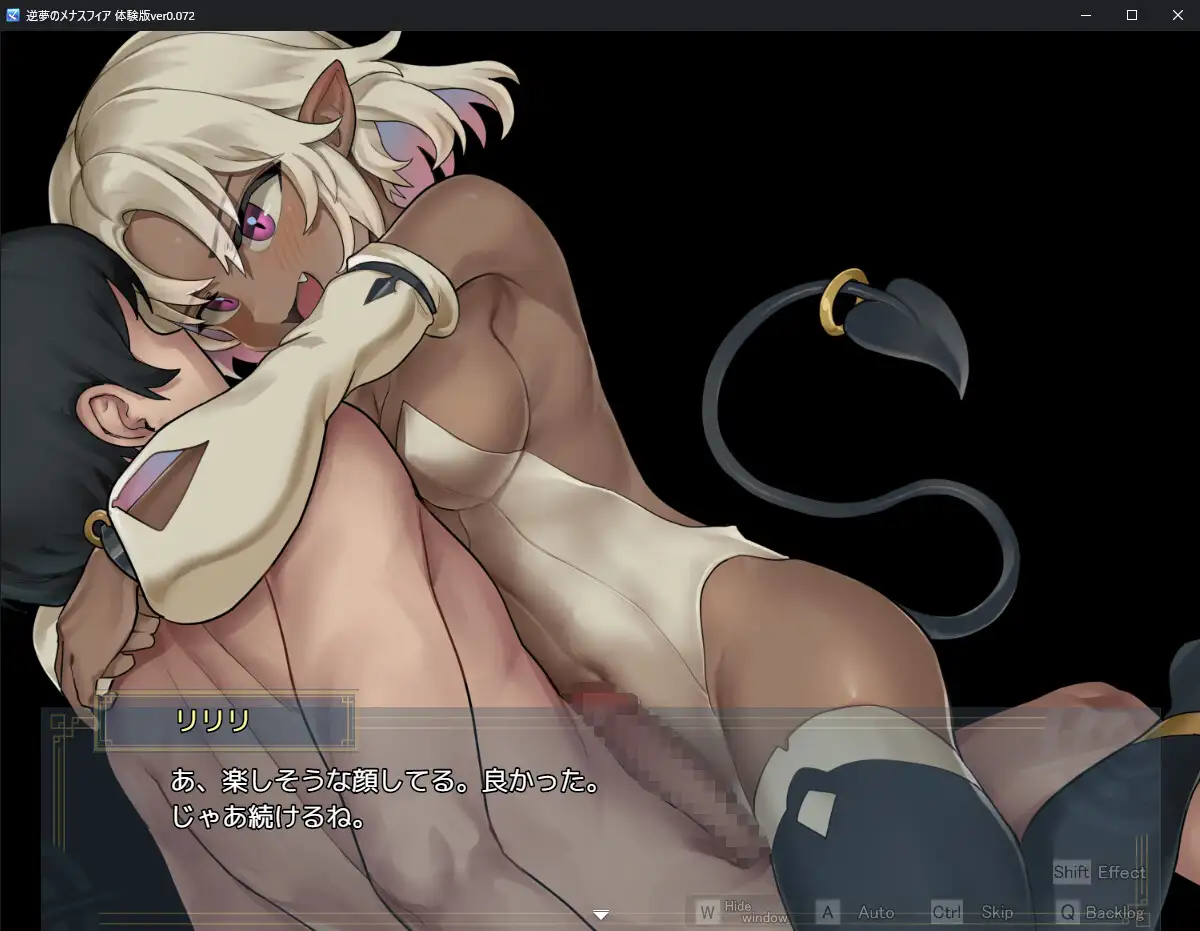 逆夢のメナスフィア 体験版ver0.072
リリリ
あ、楽しそうな顔してる。良かった。
じゃあ続けるね。
Shift Effect
W Hide window
A Auto
Ctrl Skip
Q Backlog